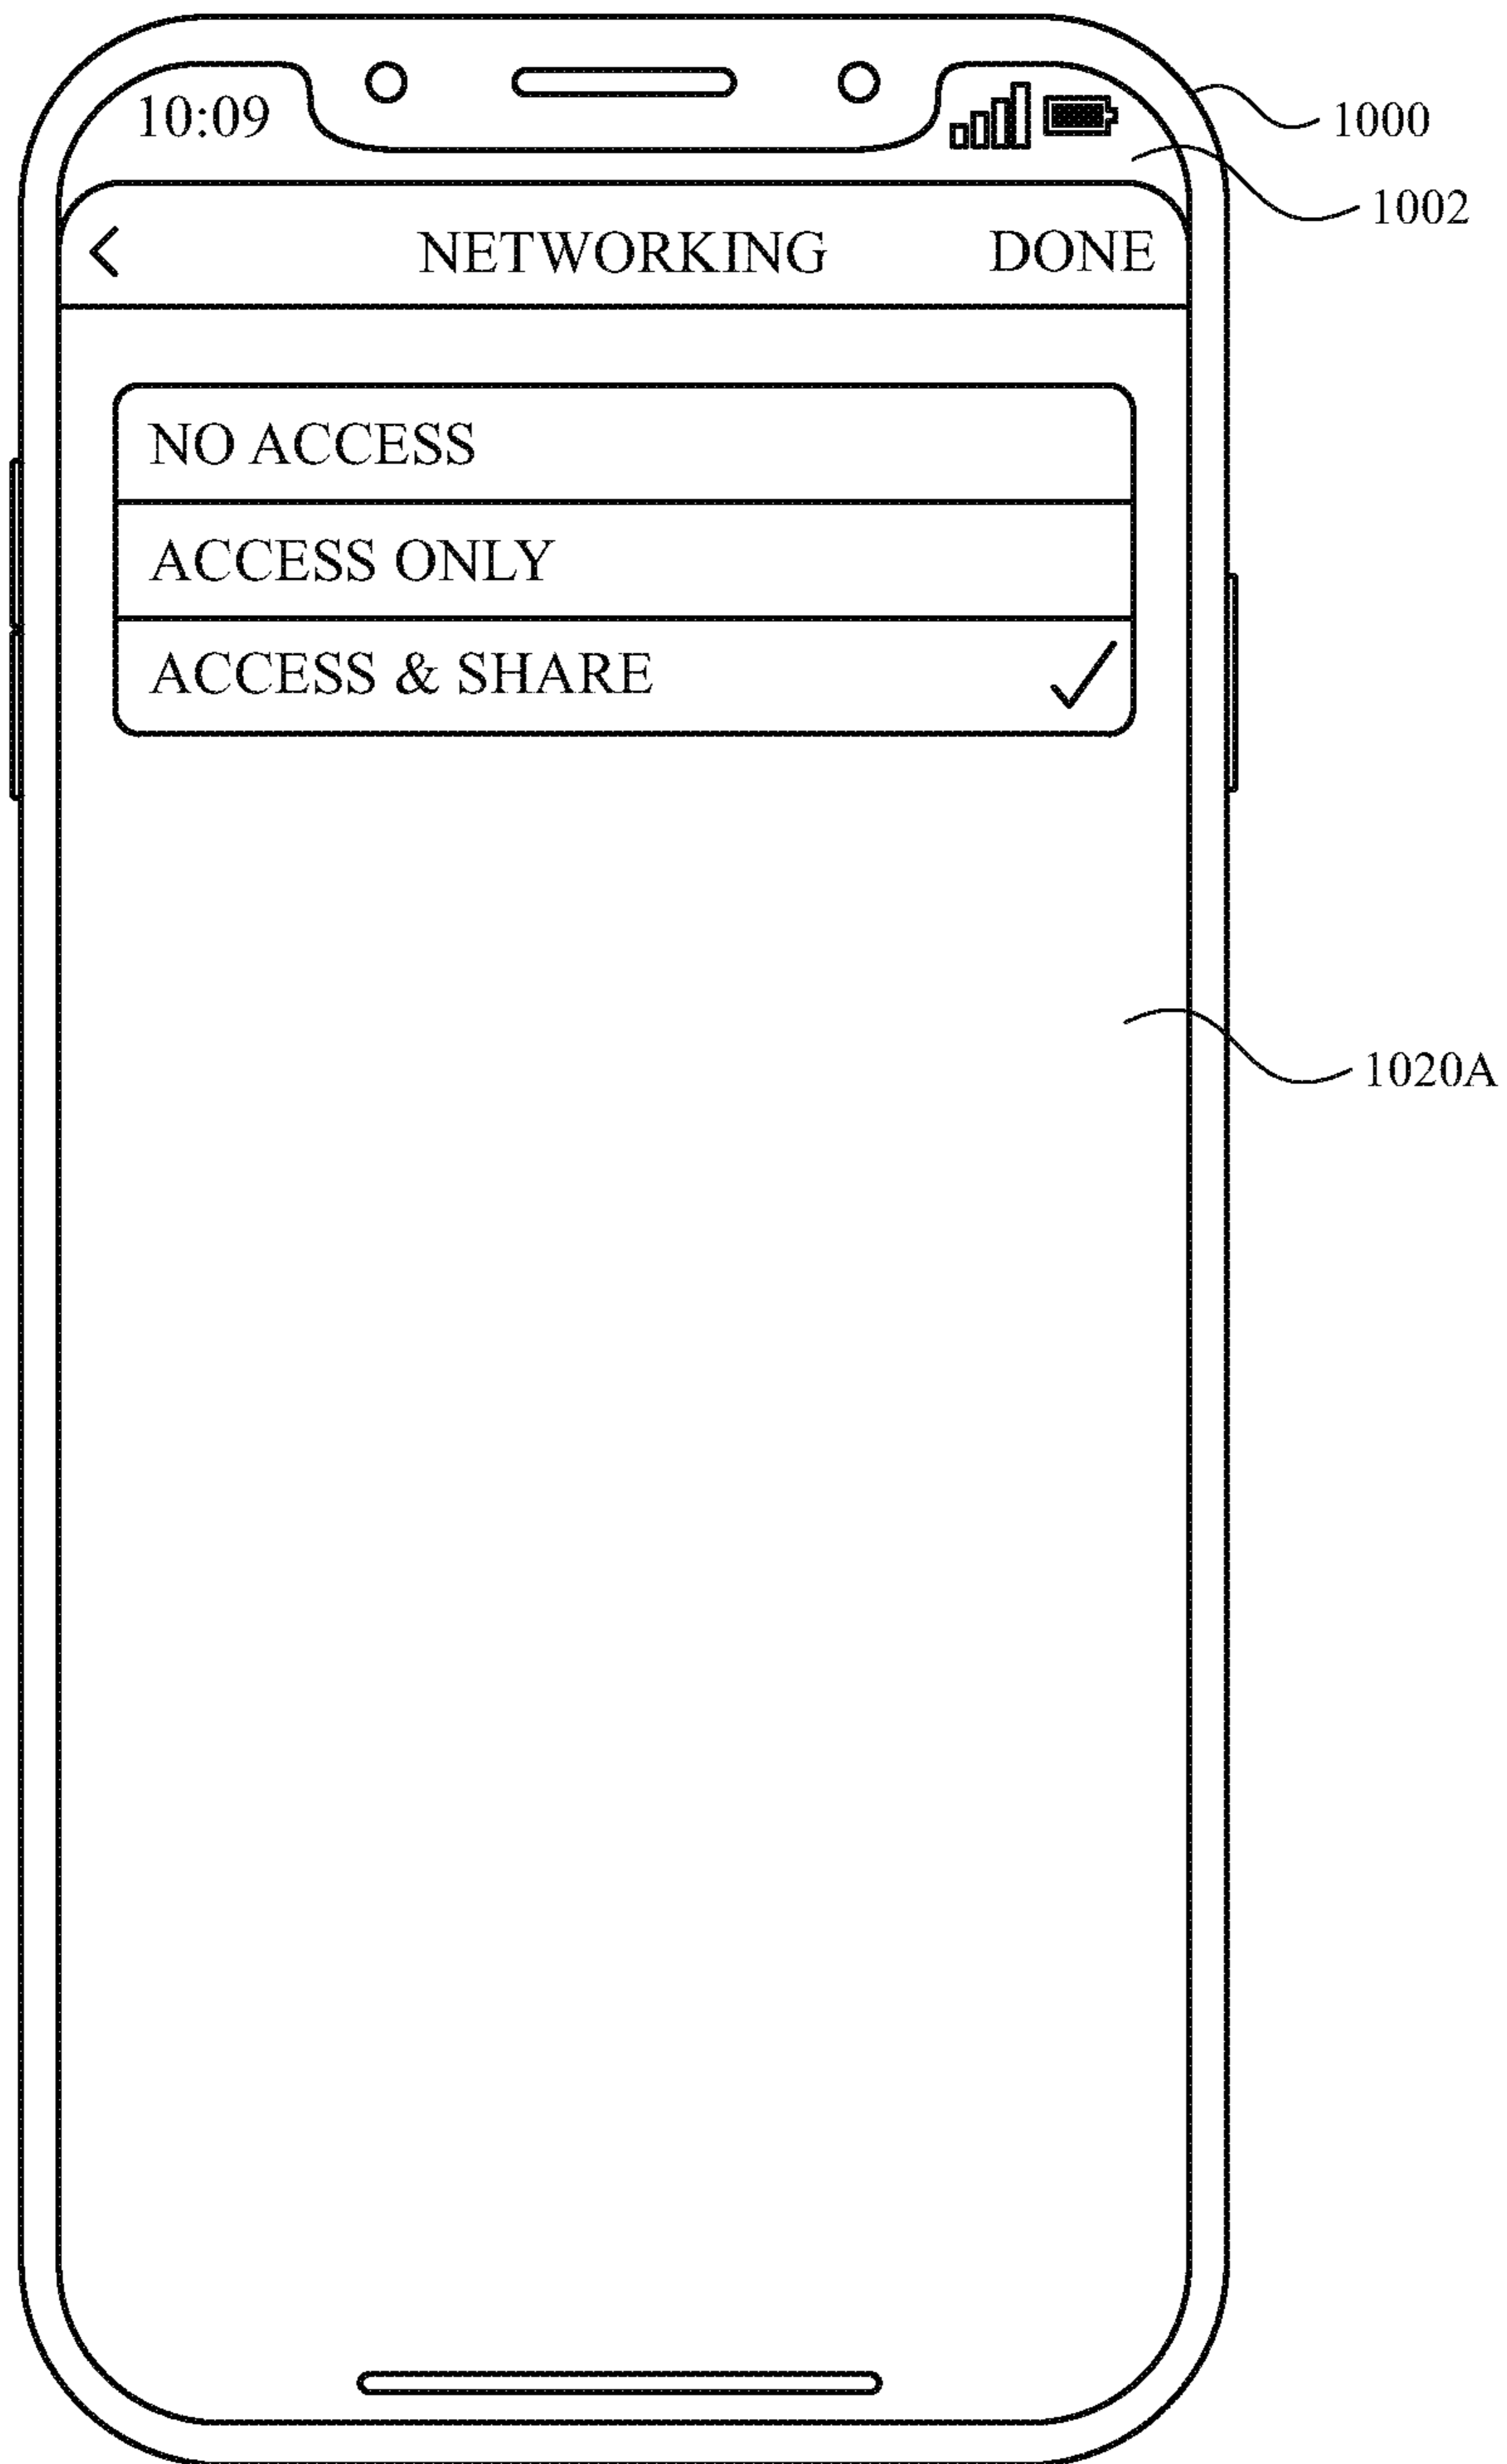 10:09
1000
1002
< NETWORKING DONE
NO ACCESS
ACCESS ONLY
ACCESS & SHARE
1020A